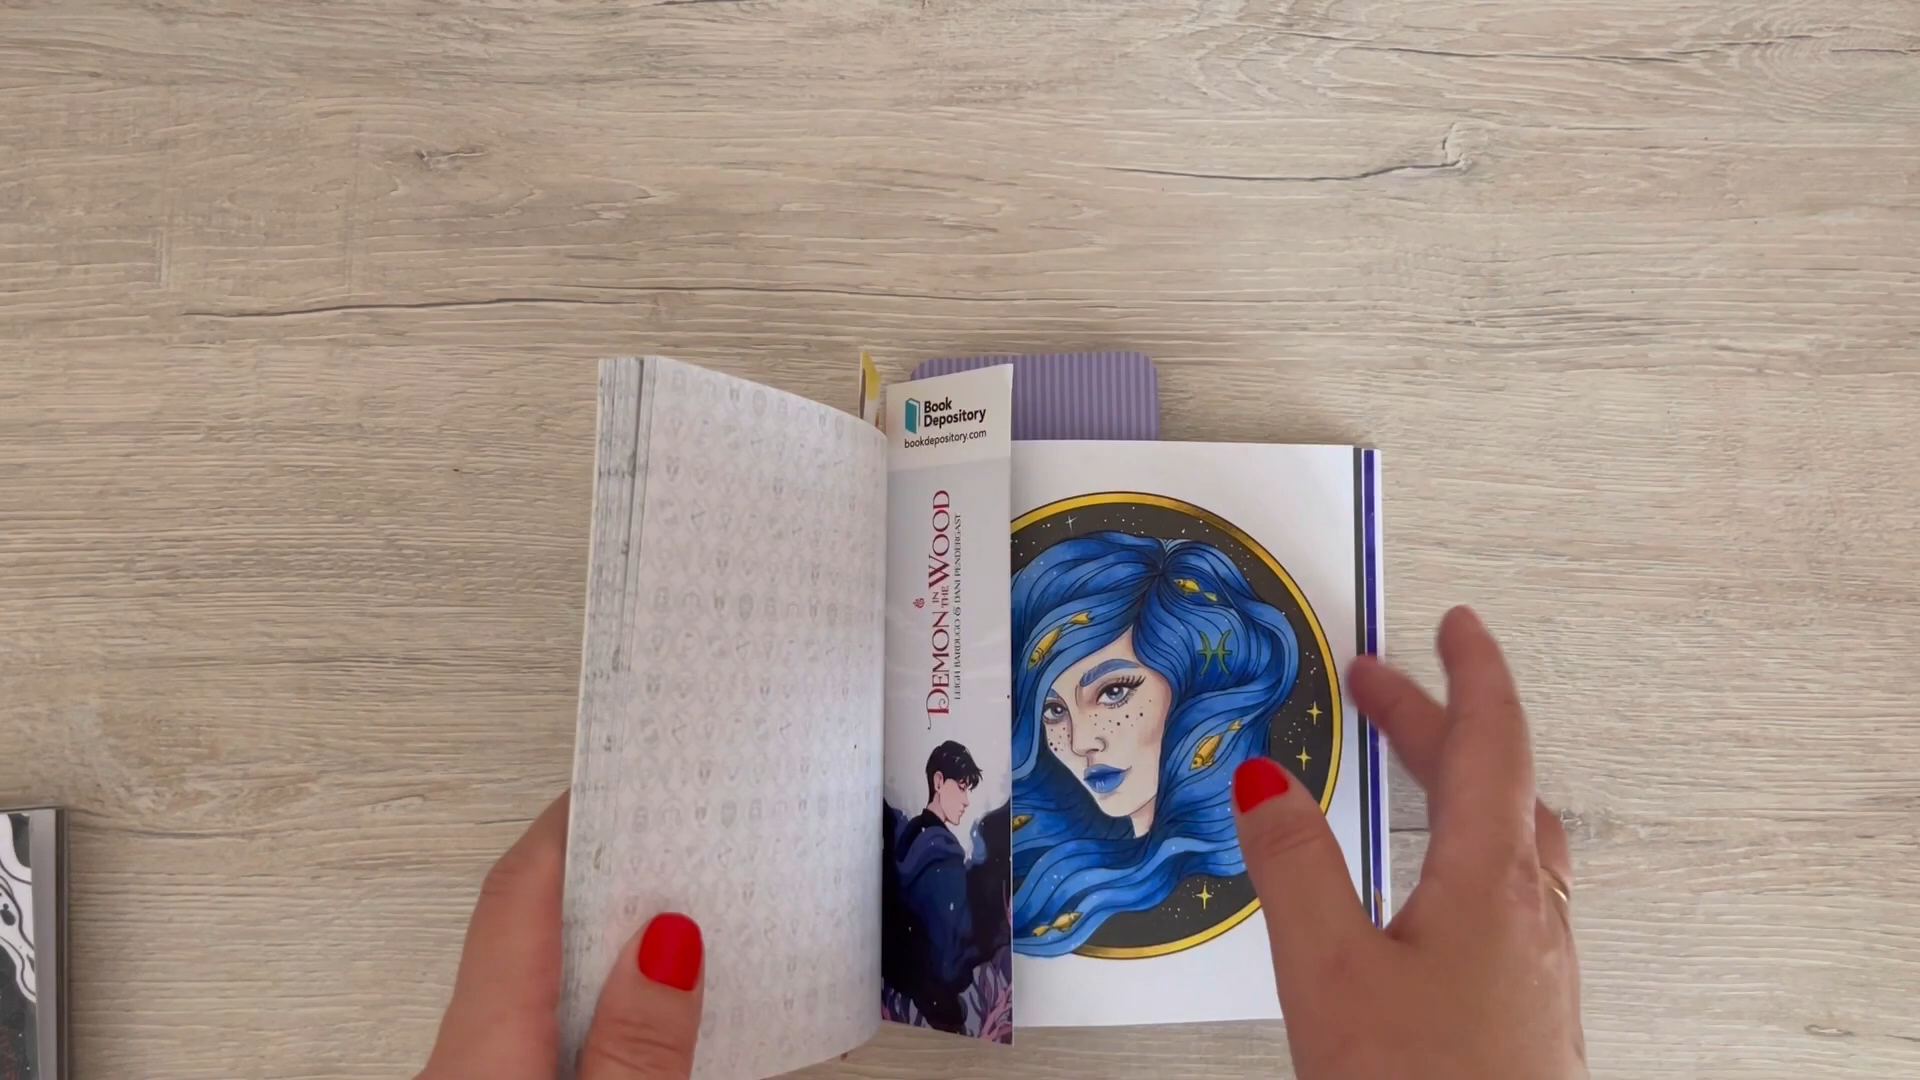 Book
Depository
bookdepository.com
DEMON IN THE WOOD
LEIGH BARDUGO & DANI PENDERGAST